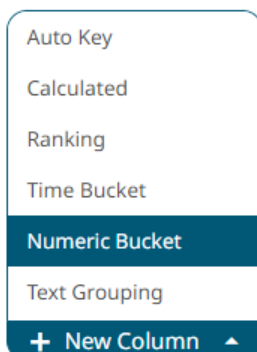 Auto Key
Calculated
Ranking
Time Bucket
Numeric Bucket
Text Grouping
+ New Column